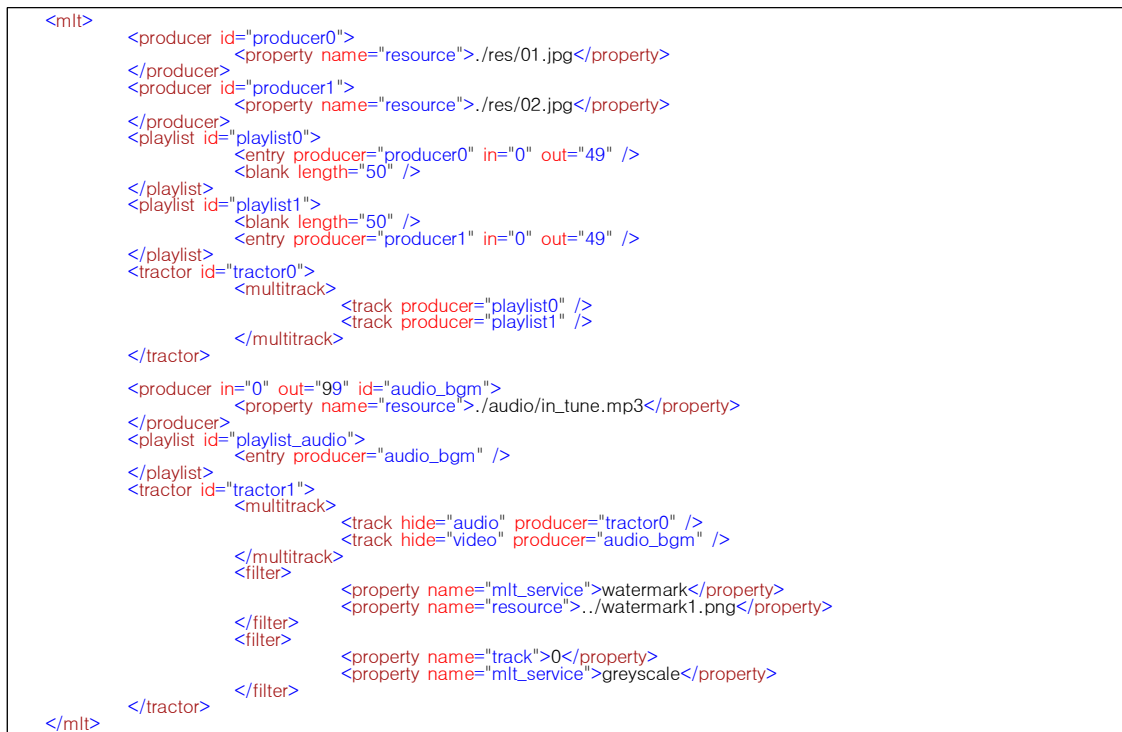 <mlt>
<producer id="producer0">
<property name="resource">./res/01.jpg</property>
</producer>
<producer id="producer1">
<property name="resource">./res/02.jpg</property>
</producer>
<playlist id="playlist0">
<entry producer="producer0" in="0" out="49" />
<blank length="50" />
</playlist>
<playlist id="playlist1">
<blank length="50" />
<entry producer="producer1" in="0" out="49" />
</playlist>
<tractor id="tractor0">
<multitrack>
<track producer="playlist0" />
<track producer="playlist1" />
</multitrack>
</tractor>
<producer in="0" out="99" id="audio_bgm">
<property name="resource">./audio/in_tune.mp3</property>
</producer>
<playlist id="playlist_audio">
<entry producer="audio_bgm" />
</playlist>
<tractor id="tractor1">
<multitrack>
<track hide="audio" producer="tractor0" />
<track hide="video" producer="audio_bgm" />
</multitrack>
<filter>
<property name="mlt_service">watermark</property>
<property name="resource">../watermark1.png</property>
</filter>
<filter>
<property name="track">0</property>
<property name="mlt_service">greyscale</property>
</filter>
</tractor>
</mlt>